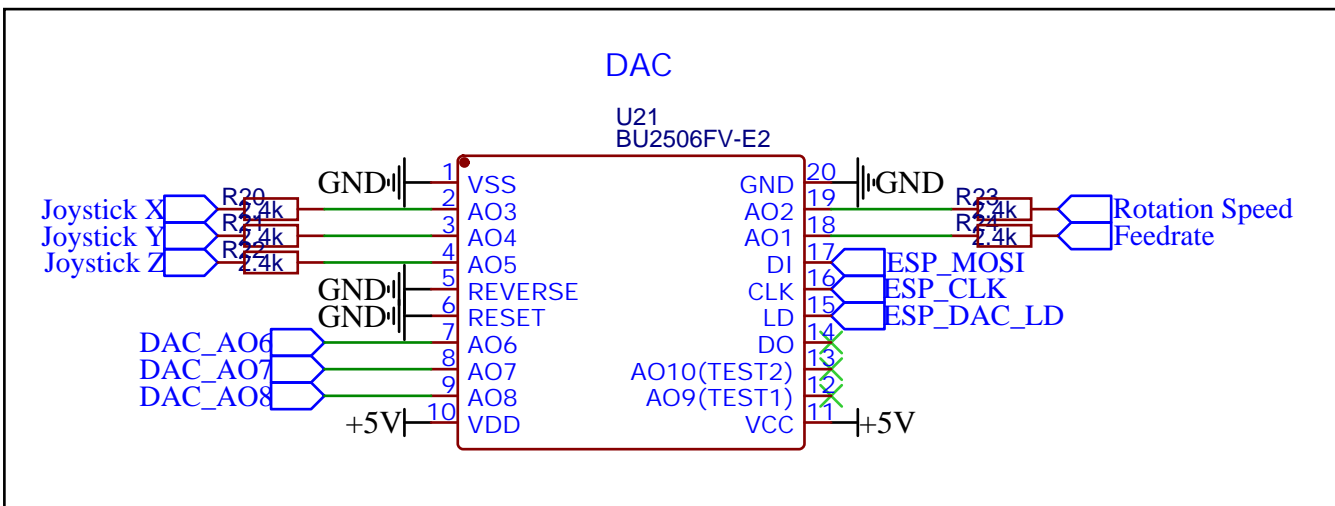 DAC
U21
BU2506FV-E2
GND 1 VSS GND 20 GND
Joystick X R20 2.4k 2 AO3 AO2 19 R23 2.4k Rotation Speed
Joystick Y R21 2.4k 3 AO4 AO1 18 R24 2.4k Feedrate
Joystick Z R22 2.4k 4 AO5 DI 17 ESP_MOSI
GND 5 REVERSE CLK 16 ESP_CLK
GND 6 RESET LD 15 ESP_DAC_LD
DAC_AO6 7 AO6 DO 14
DAC_AO7 8 AO7 AO10(TEST2) 13
DAC_AO8 9 AO8 AO9(TEST1) 12
+5V 10 VDD VCC 11 +5V